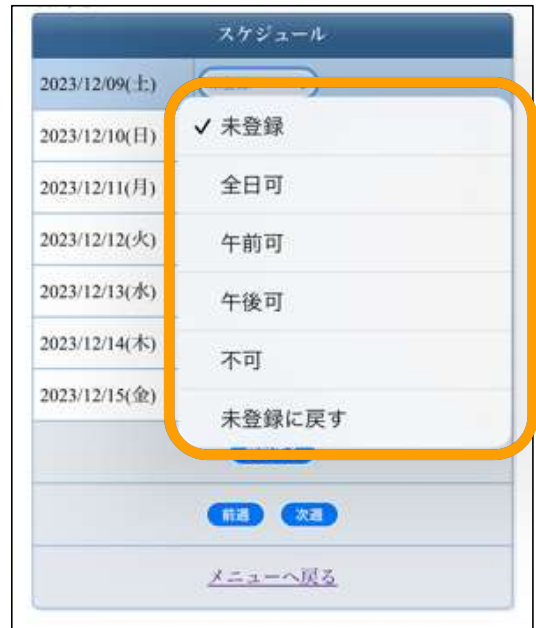 スケジュール
2023/12/09(土)
2023/12/10(日)
✓ 未登録
2023/12/11(月)
全日可
2023/12/12(火)
午前可
2023/12/13(水)
午後可
2023/12/14(木)
不可
2023/12/15(金)
未登録に戻す
前週 次週
メニューへ戻る